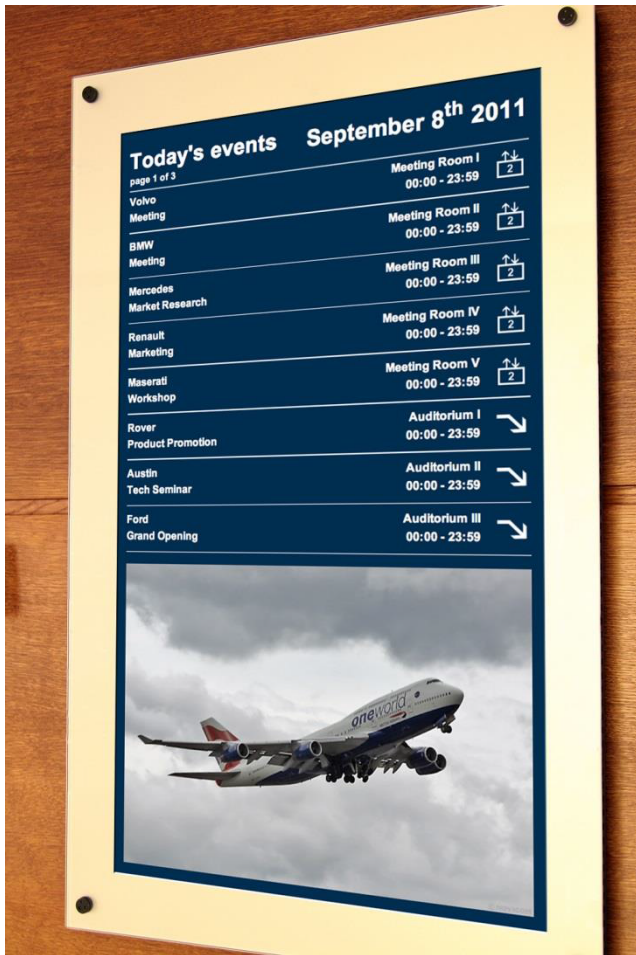 Today's events September 8th 2011
page 1 of 3
Volvo Meeting Room I
Meeting 00:00 - 23:59 2
BMW Meeting Room II
Meeting 00:00 - 23:59 2
Mercedes Meeting Room III
Market Research 00:00 - 23:59 2
Renault Meeting Room IV
Marketing 00:00 - 23:59 2
Maserati Meeting Room V
Workshop 00:00 - 23:59 2
Rover Auditorium I
Product Promotion 00:00 - 23:59
Austin Auditorium II
Tech Seminar 00:00 - 23:59
Ford Auditorium III
Grand Opening 00:00 - 23:59
oneworld